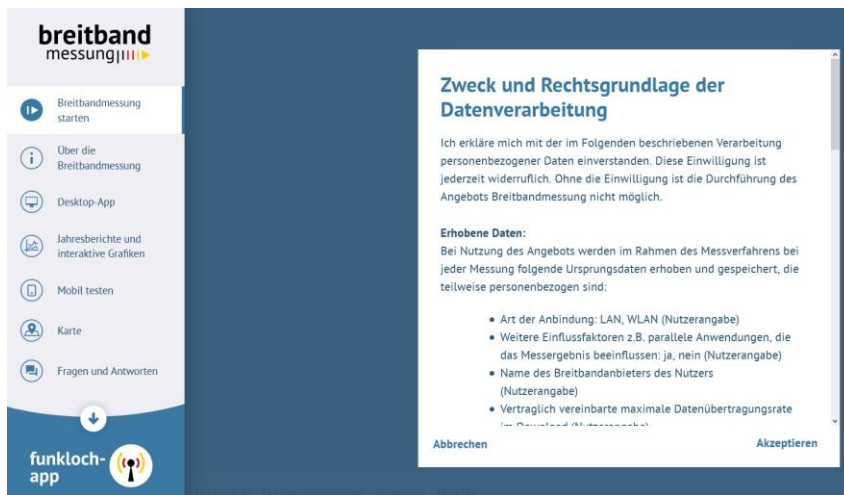 breitband
messung
Breitbandmessung
starten
Über die
Breitbandmessung
Desktop-App
Jahresberichte und
interaktive Grafiken
Mobil testen
Karte
Fragen und Antworten
funkloch-
app
Zweck und Rechtsgrundlage der
Datenverarbeitung
Ich erkläre mich mit der im Folgenden beschriebenen Verarbeitung
personenbezogener Daten einverstanden. Diese Einwilligung ist
jederzeit widerruflich. Ohne die Einwilligung ist die Durchführung des
Angebots Breitbandmessung nicht möglich.
Erhobene Daten:
Bei Nutzung des Angebots werden im Rahmen des Messverfahrens bei
jeder Messung folgende Ursprungsdaten erhoben und gespeichert, die
teilweise personenbezogen sind:
• Art der Anbindung: LAN, WLAN (Nutzerangabe)
• Weitere Einflussfaktoren z.B. parallele Anwendungen, die
das Messergebnis beeinflussen: ja, nein (Nutzerangabe)
• Name des Breitbandanbieters des Nutzers
(Nutzerangabe)
• Vertraglich vereinbarte maximale Datenübertragungsrate
im Download (Nutzerangabe)
Abbrechen
Akzeptieren